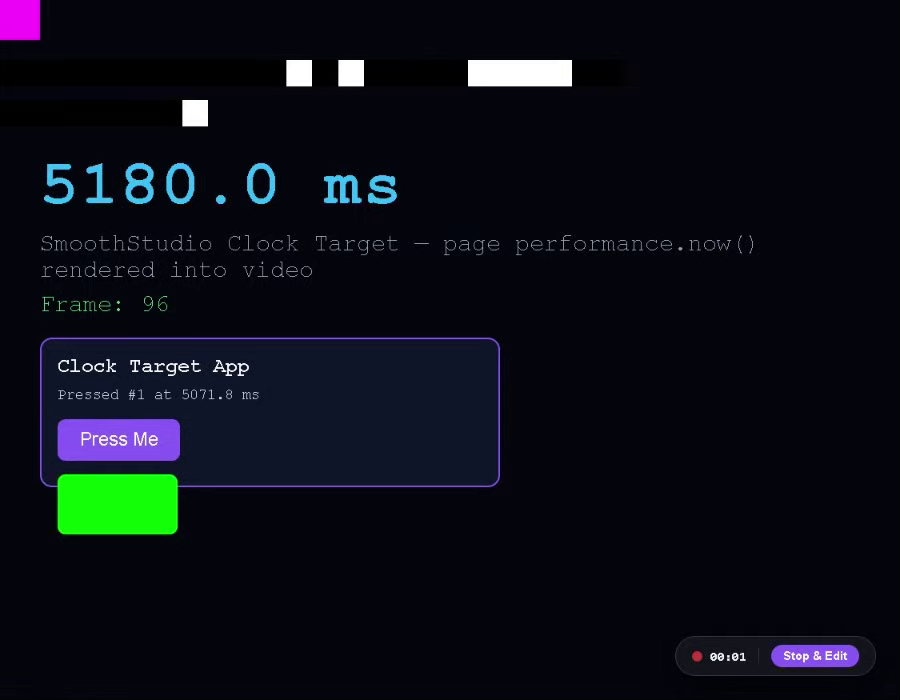 5180.0 ms
SmoothStudio Clock Target — page performance.now()
rendered into video
Frame: 96
Clock Target App
Pressed #1 at 5071.8 ms
Press Me
00:01 Stop & Edit